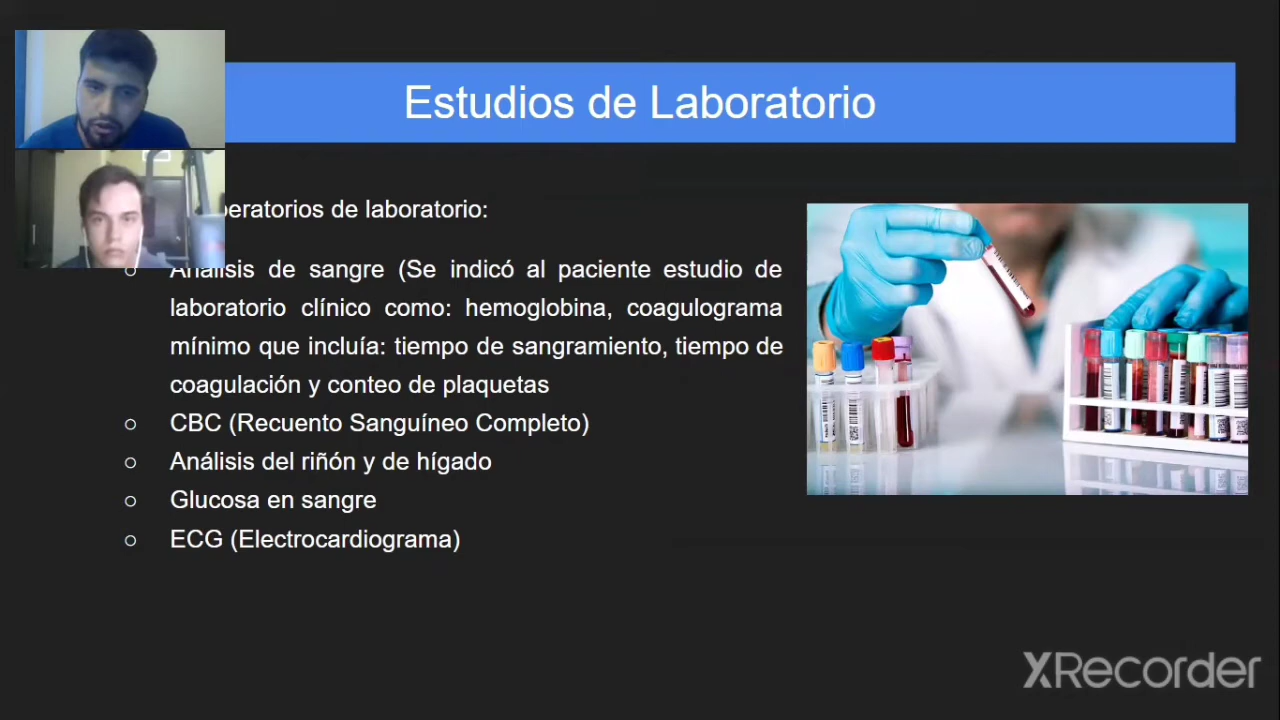 Estudios de Laboratorio
de laboratorio:
Análisis de sangre (Se indicó al paciente estudio de
laboratorio clínico como: hemoglobina, coagulograma
mínimo que incluía: tiempo de sangramiento, tiempo de
coagulación y conteo de plaquetas
CBC (Recuento Sanguíneo Completo)
Análisis del riñón y de hígado
Glucosa en sangre
ECG (Electrocardiograma)
XRecorder